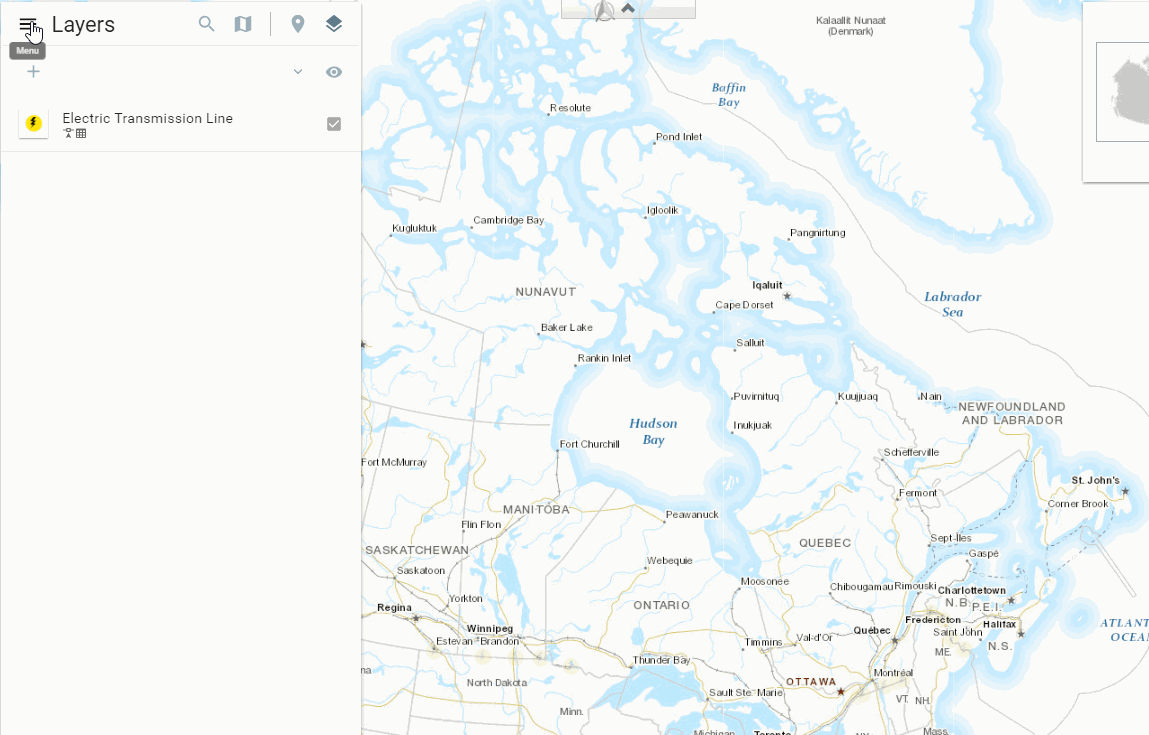 Layers
Menu
Electric Transmission Line
Kalaallit Nunaat
(Denmark)
Baffin
Bay
Resolute
Pond Inlet
Igloolik
Cambridge Bay
Kugluktuk
Pangnirtung
NUNAVUT
Iqaluit
Cape Dorset
Labrador
Sea
Baker Lake
Salluit
Rankin Inlet
Puvirnituq
Kuujjuaq
Nain
NEWFOUNDLAND
AND LABRADOR
Hudson
Bay
Inukjuak
Fort Churchill
Schefferville
Fort McMurray
St. John's
Fermont
Corner Brook
MANITOBA
Peawanuck
Flin Flon
Sept-Îles
QUEBEC
SASKATCHEWAN
Gaspé
Webequie
Saskatoon
Moosonee
Chibougamau
Rimouski
Charlottetown
Yorkton
ONTARIO
N.B.
P.E.I.
Regina
Fredericton
Halifax
ATLANT
OCEA
Winnipeg
Québec
Saint John
Estevan
Brandon
Timmins
Val-d'Or
N.S.
ME.
Thunder Bay
na
Montréal
North Dakota
OTTAWA
Sault Ste. Marie
VT.
NH.
Minn.
Michigan
Toronto
NY
Mass.